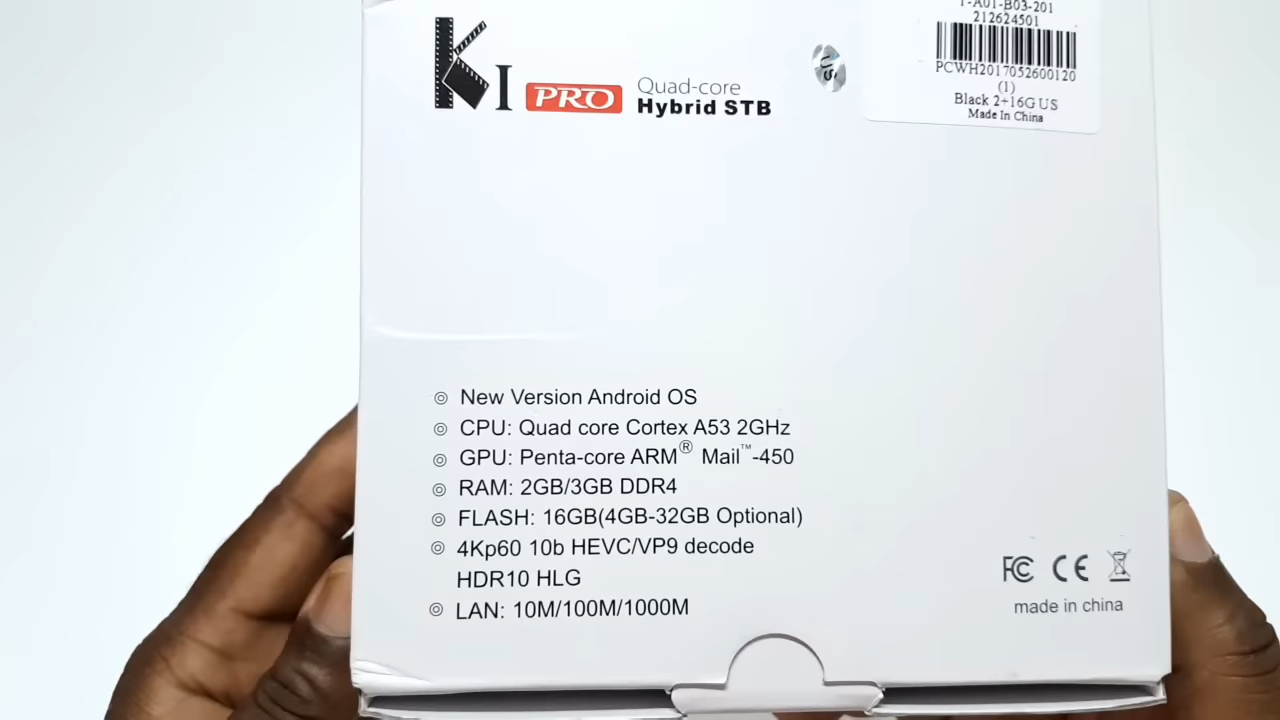 KI PRO Quad-core
Hybrid STB
US
T-A01-B03-201
212624501
PCWH2017052600120
(1)
Black 2+16G US
Made In China
◎ New Version Android OS
◎ CPU: Quad core Cortex A53 2GHz
◎ GPU: Penta-core ARM® Mail™-450
◎ RAM: 2GB/3GB DDR4
◎ FLASH: 16GB(4GB-32GB Optional)
◎ 4Kp60 10b HEVC/VP9 decode
HDR10 HLG
◎ LAN: 10M/100M/1000M
FC CE
made in china